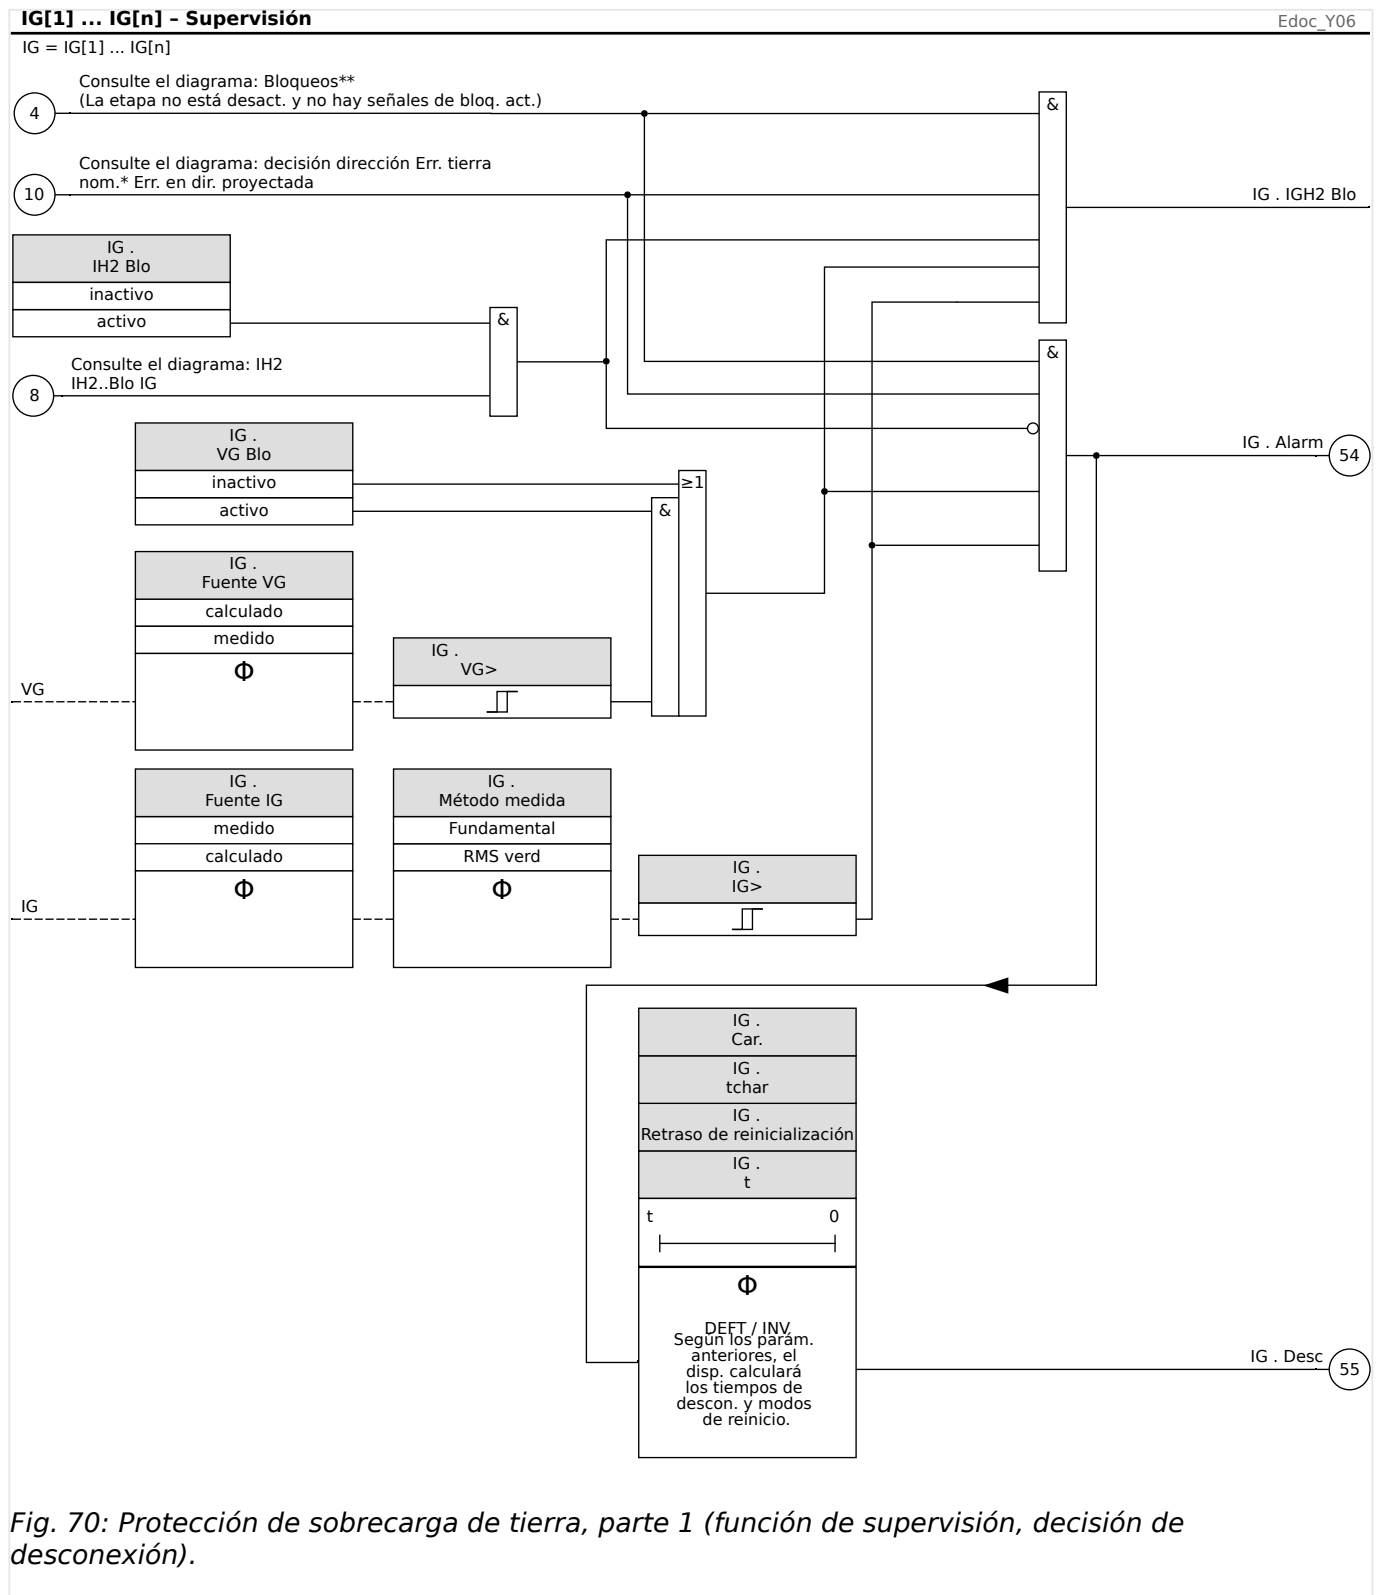 IG[1] ... IG[n] – Supervisión
Edoc_Y06
IG = IG[1] ... IG[n]
Consulte el diagrama: Bloqueos**
(La etapa no está desact. y no hay señales de bloq. act.)
4
&
Consulte el diagrama: decisión dirección Err. tierra
nom.* Err. en dir. proyectada
10
IG . IGH2 Blo
IG .
IH2 Blo
inactivo
activo
&
&
Consulte el diagrama: IH2
IH2..Blo IG
8
IG .
VG Blo
inactivo
activo
≥1
&
IG . Alarm
54
IG .
Fuente VG
calculado
medido
Φ
VG
IG .
VG>
IG .
Fuente IG
medido
calculado
Φ
IG
IG .
Método medida
Fundamental
RMS verd
Φ
IG .
IG>
IG .
Car.
IG .
tchar
IG .
Retraso de reinicialización
IG .
t
t 0
Φ
DEFT / INV
Según los parám.
anteriores, el
disp. calculará
los tiempos de
descon. y modos
de reinicio.
IG . Desc
55
Fig. 70: Protección de sobrecarga de tierra, parte 1 (función de supervisión, decisión de
desconexión).